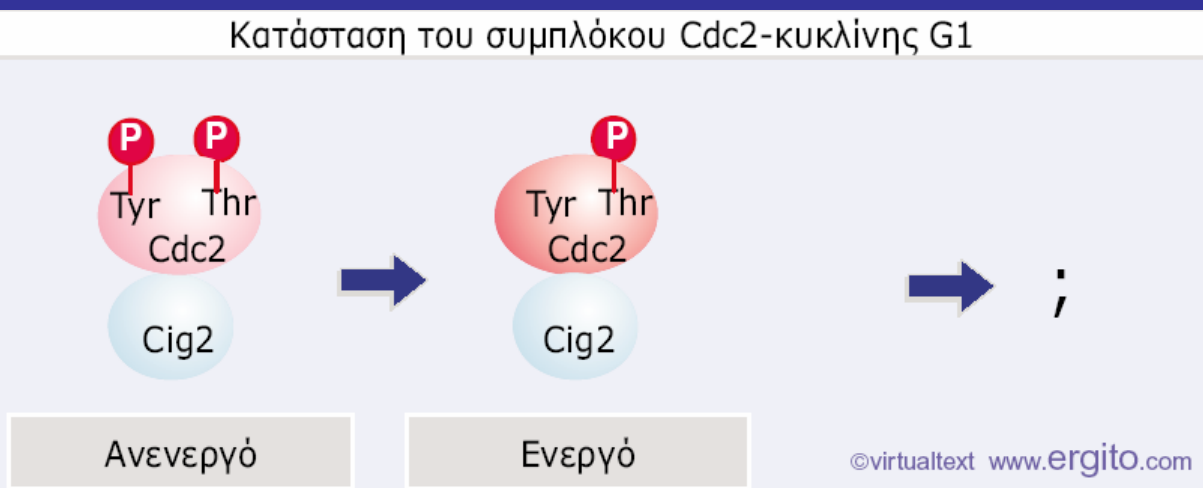 Κατάσταση του συμπλόκου Cdc2-κυκλίνης G1
P P P
Tyr Thr Tyr Thr
Cdc2 Cdc2
;
Cig2 Cig2
Ανενεργό Ενεργό
©virtualtext www.ergito.com